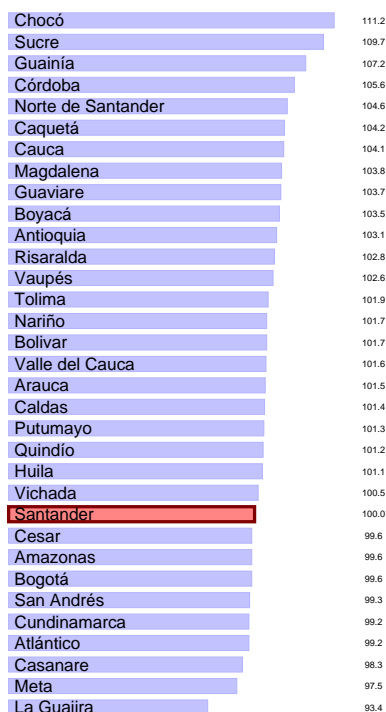 Chocó 111.2
Sucre 109.7
Guainía 107.2
Córdoba 105.6
Norte de Santander 104.6
Caquetá 104.2
Cauca 104.1
Magdalena 103.8
Guaviare 103.7
Boyacá 103.5
Antioquia 103.1
Risaralda 102.8
Vaupés 102.6
Tolima 101.9
Nariño 101.7
Bolivar 101.7
Valle del Cauca 101.6
Arauca 101.5
Caldas 101.4
Putumayo 101.3
Quindío 101.2
Huila 101.1
Vichada 100.5
Santander 100.0
Cesar 99.6
Amazonas 99.6
Bogotá 99.6
San Andrés 99.3
Cundinamarca 99.2
Atlántico 99.2
Casanare 98.3
Meta 97.5
La Guajira 93.4